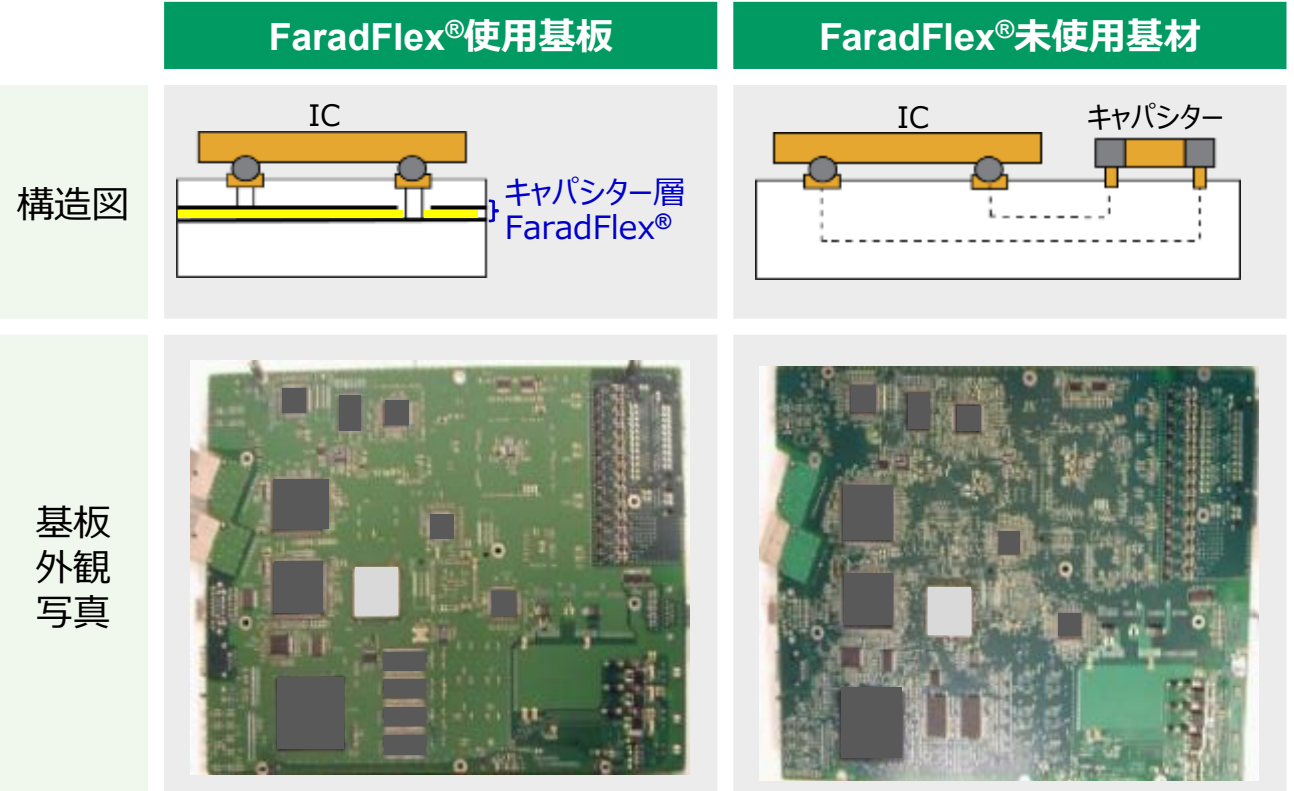 FaradFlex®使用基板
FaradFlex®未使用基材
構造図
IC
キャパシター層
FaradFlex®
IC
キャパシター
基板
外観
写真